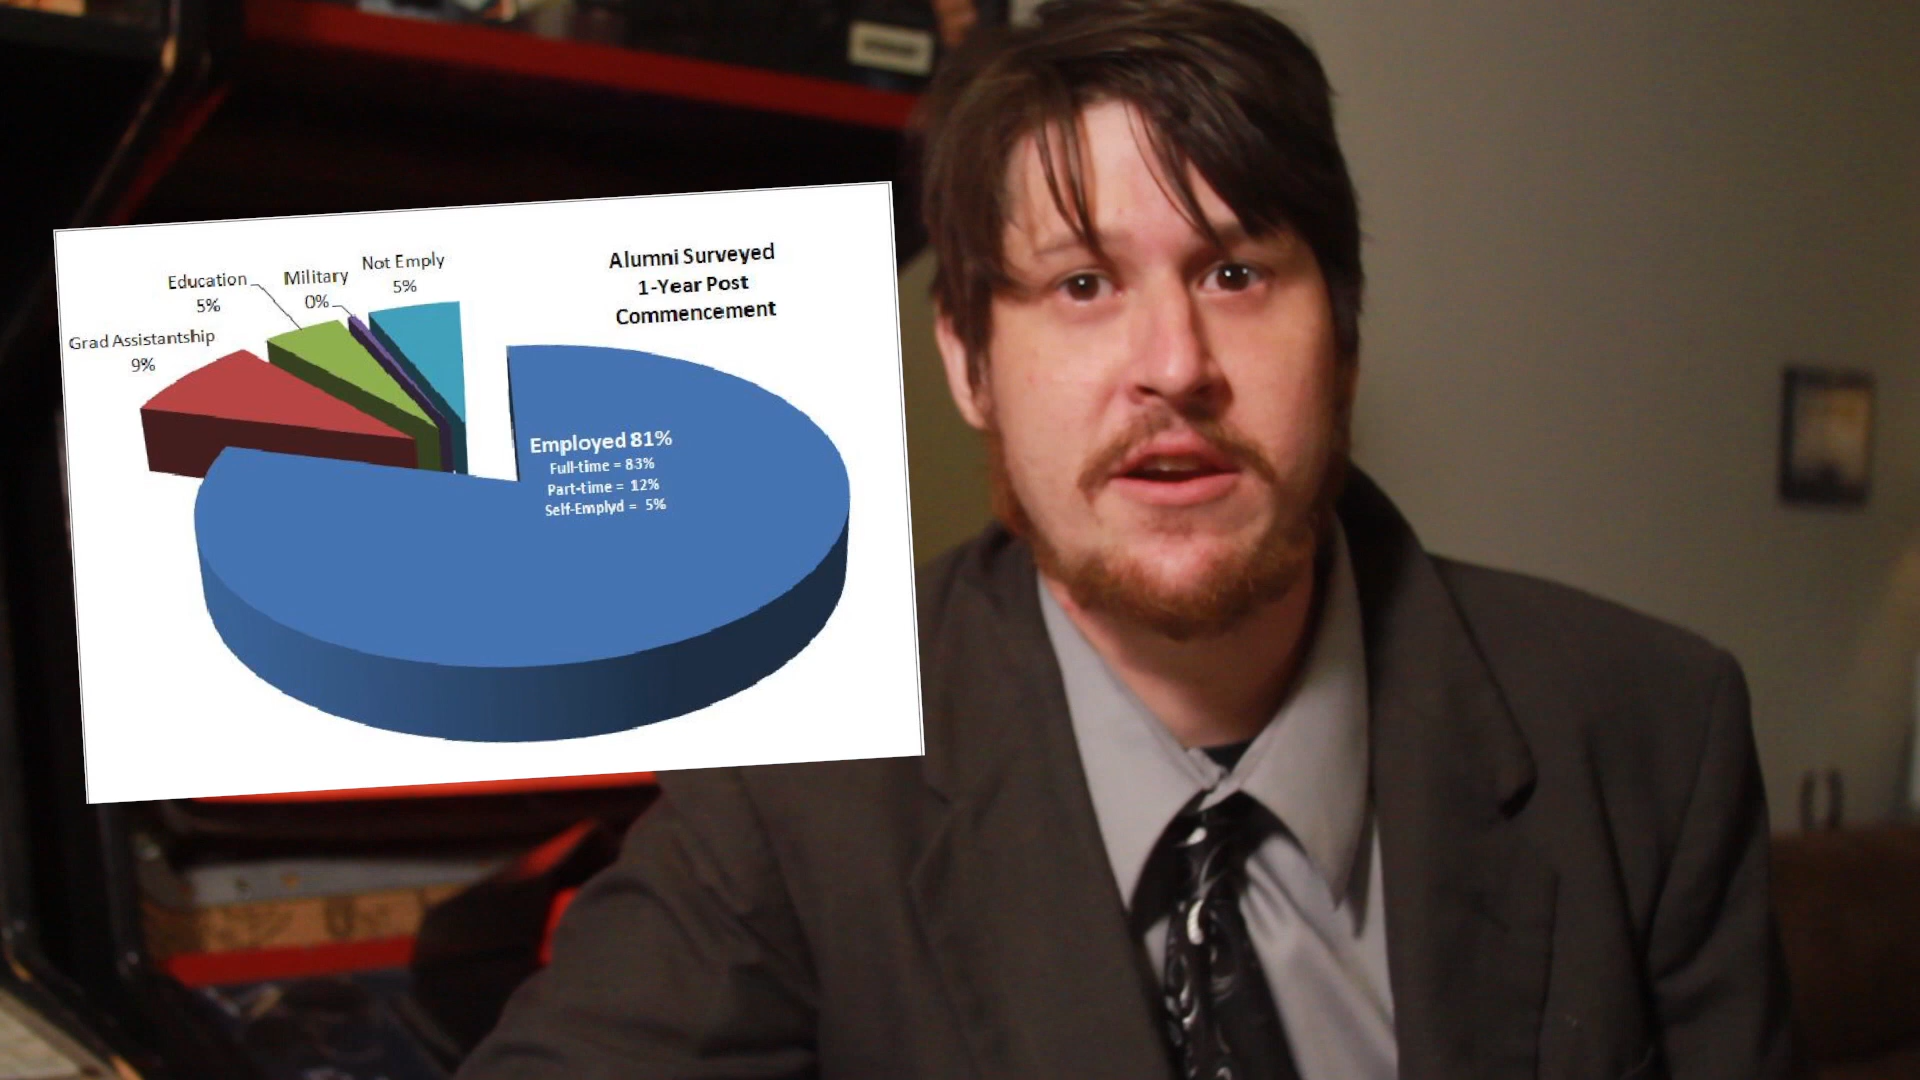 Alumni Surveyed
1-Year Post
Commencement
Not Emply
5%
Military
0%
Education
5%
Grad Assistantship
9%
Employed 81%
Full-time = 83%
Part-time = 12%
Self-Emplyd = 5%